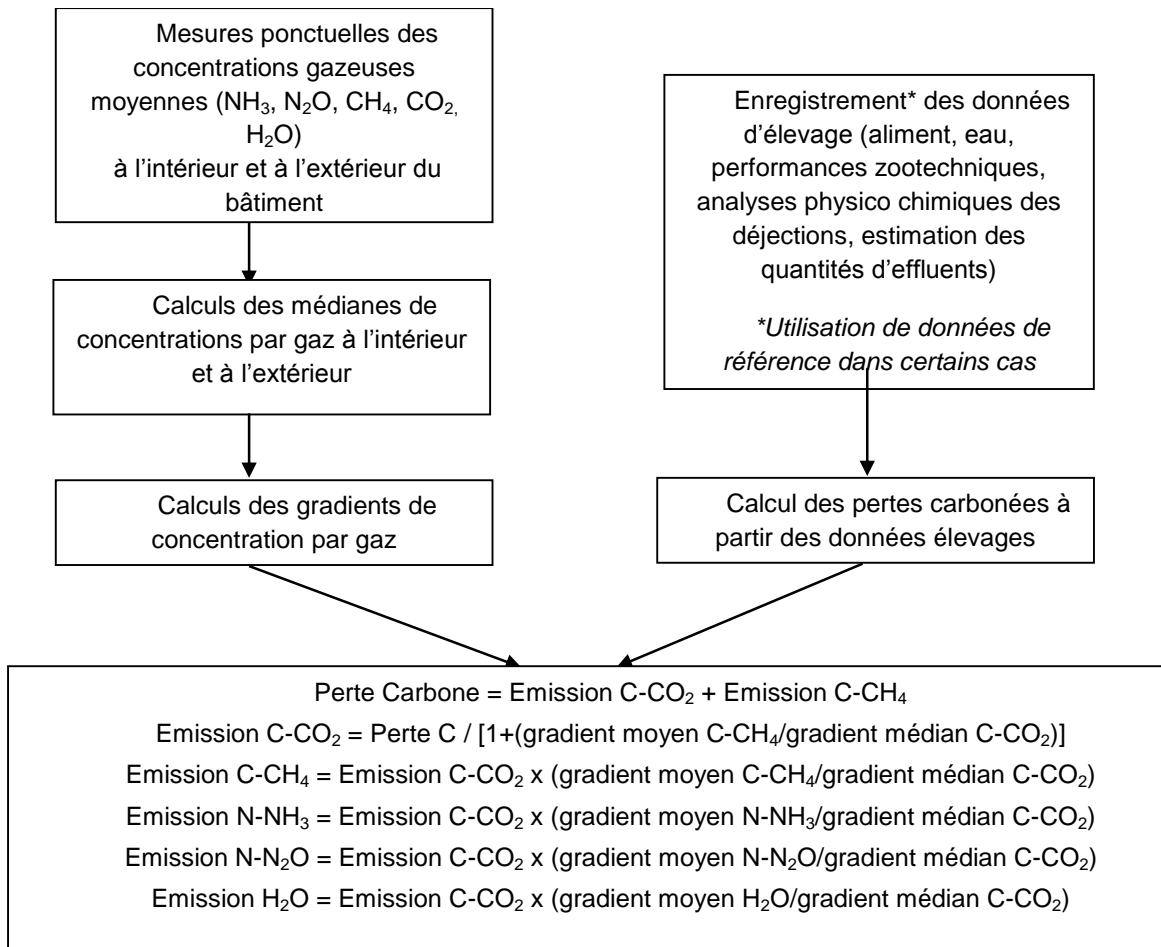 Mesures ponctuelles des
concentrations gazeuses
moyennes (NH₃, N₂O, CH₄, CO₂,
H₂O)
à l'intérieur et à l'extérieur du
bâtiment
Calculs des médianes de
concentrations par gaz à l'intérieur
et à l'extérieur
Calculs des gradients de
concentration par gaz
Enregistrement* des données
d'élevage (aliment, eau,
performances zootechniques,
analyses physico chimiques des
déjections, estimation des
quantités d'effluents)
*Utilisation de données de
référence dans certains cas
Calcul des pertes carbonées à
partir des données élevages
Perte Carbone = Emission C-CO₂ + Emission C-CH₄
Emission C-CO₂ = Perte C / [1+(gradient moyen C-CH₄/gradient médian C-CO₂)]
Emission C-CH₄ = Emission C-CO₂ x (gradient moyen C-CH₄/gradient médian C-CO₂)
Emission N-NH₃ = Emission C-CO₂ x (gradient moyen N-NH₃/gradient médian C-CO₂)
Emission N-N₂O = Emission C-CO₂ x (gradient moyen N-N₂O/gradient médian C-CO₂)
Emission H₂O = Emission C-CO₂ x (gradient moyen H₂O/gradient médian C-CO₂)